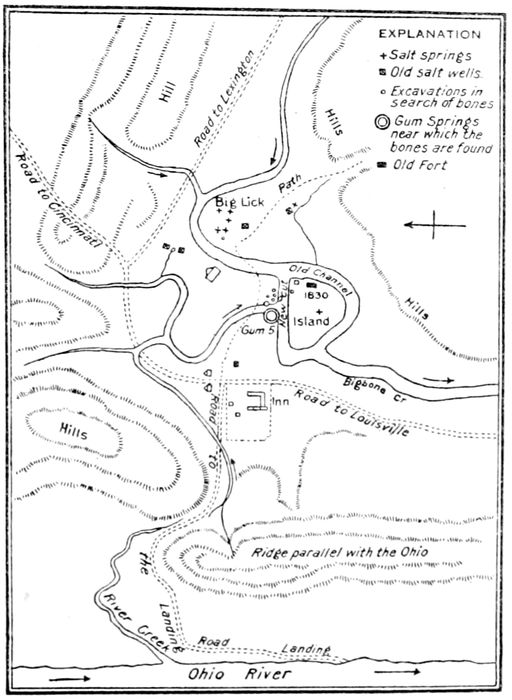 EXPLANATION
+ Salt springs
Old salt wells
Excavations in
search of bones
Gum Springs
near which the
bones are found
Old Fort
Hill
Road to Lexington
Hills
Road to Cincinnati
Path
Big Lick
Old Channel
New Cut
1830
Island
Gum S
Hills
Bigbone Cr
Inn
Road to Louisville
Hills
Road
to
the
Landing
Ridge parallel with the Ohio
River Creek
Road
Landing
Ohio River